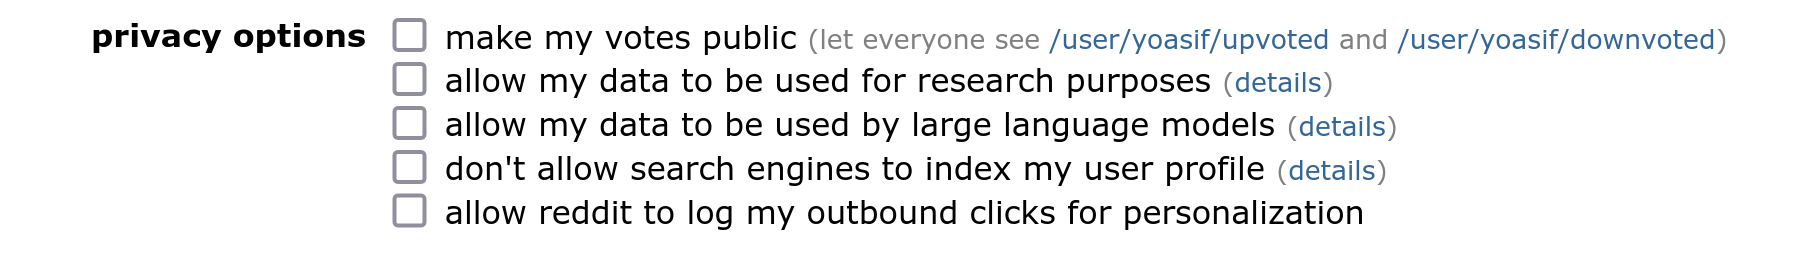 privacy options make my votes public (let everyone see /user/yoasif/upvoted and /user/yoasif/downvoted)
allow my data to be used for research purposes (details)
allow my data to be used by large language models (details)
don't allow search engines to index my user profile (details)
allow reddit to log my outbound clicks for personalization